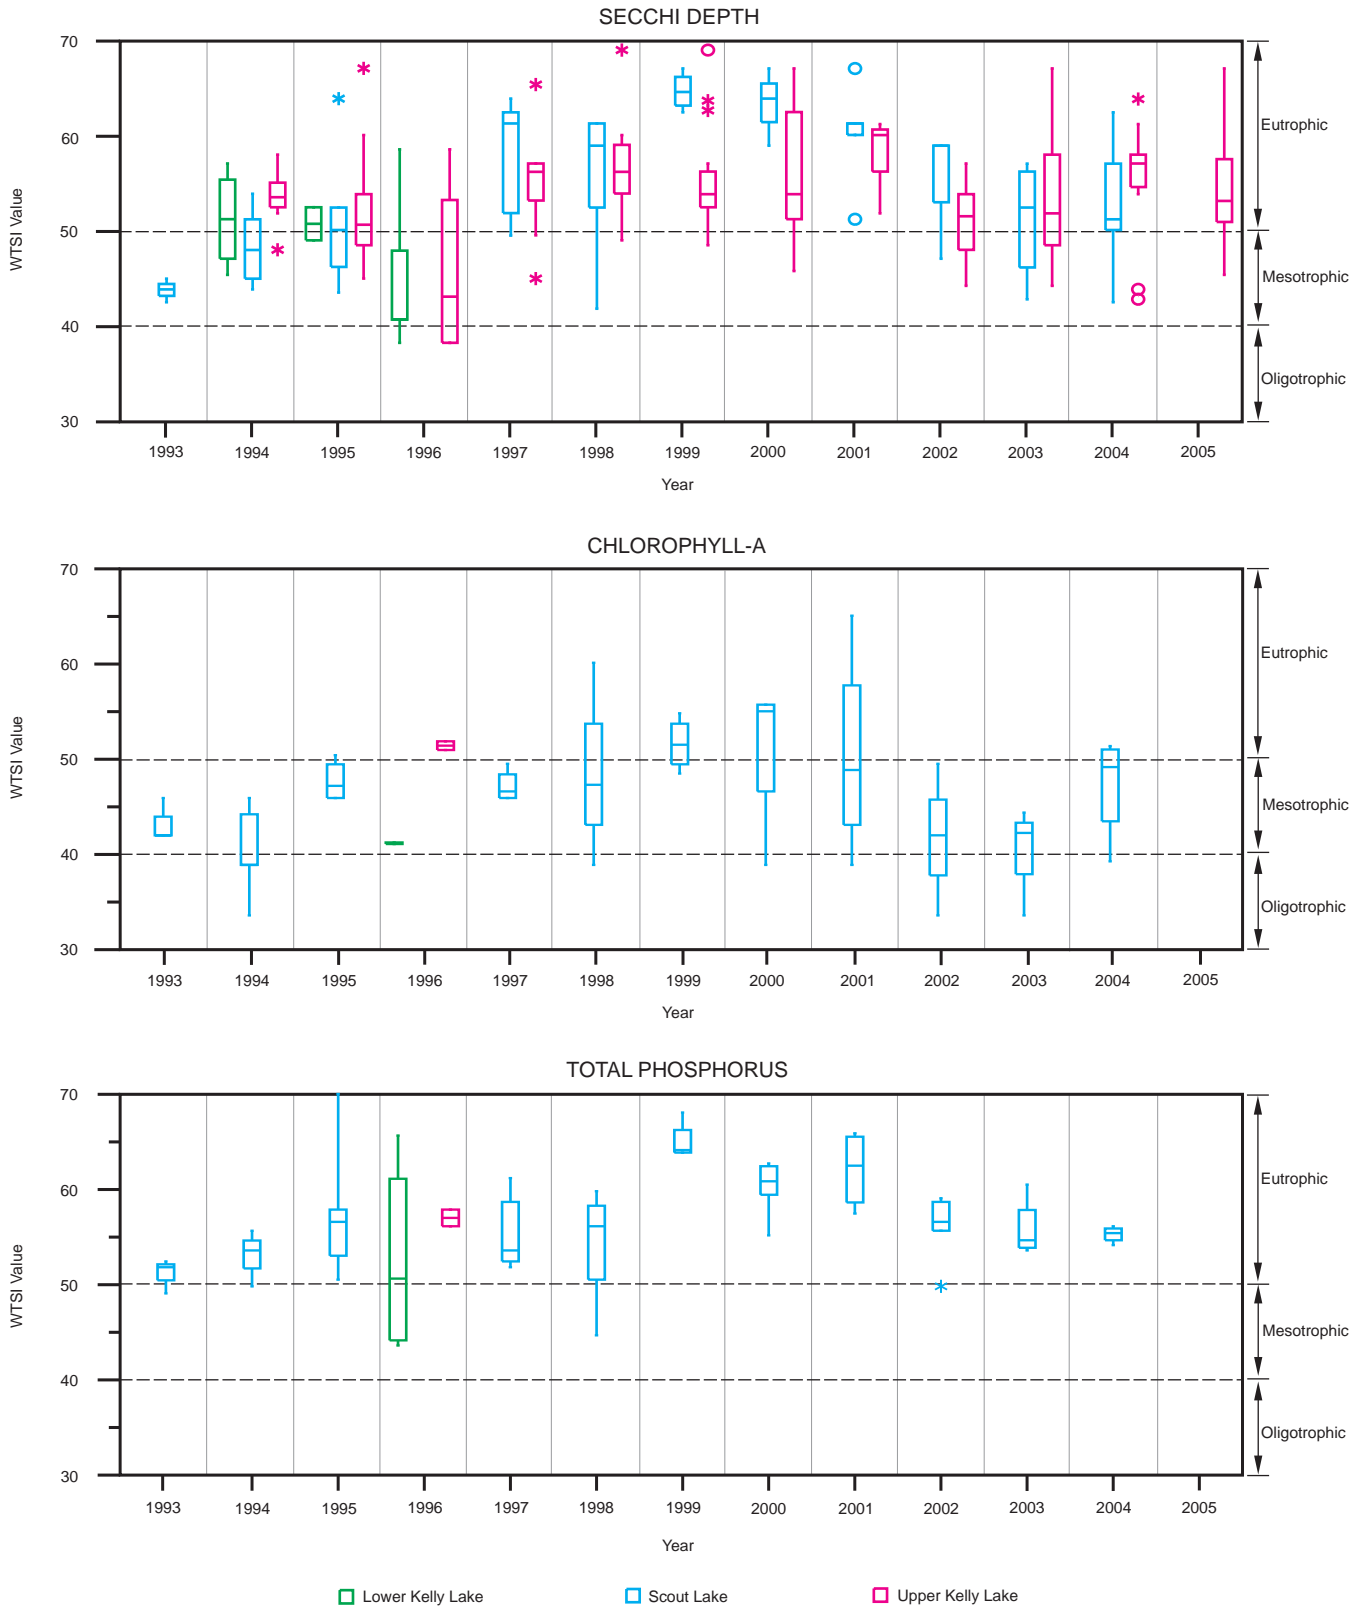 SECCHI DEPTH
70
60
50
40
30
WTSI Value
Eutrophic
Mesotrophic
Oligotrophic
1993 1994 1995 1996 1997 1998 1999 2000 2001 2002 2003 2004 2005
Year
CHLOROPHYLL-A
70
60
50
40
30
WTSI Value
Eutrophic
Mesotrophic
Oligotrophic
1993 1994 1995 1996 1997 1998 1999 2000 2001 2002 2003 2004 2005
Year
TOTAL PHOSPHORUS
70
60
50
40
30
WTSI Value
Eutrophic
Mesotrophic
Oligotrophic
1993 1994 1995 1996 1997 1998 1999 2000 2001 2002 2003 2004 2005
Year
Lower Kelly Lake Scout Lake Upper Kelly Lake